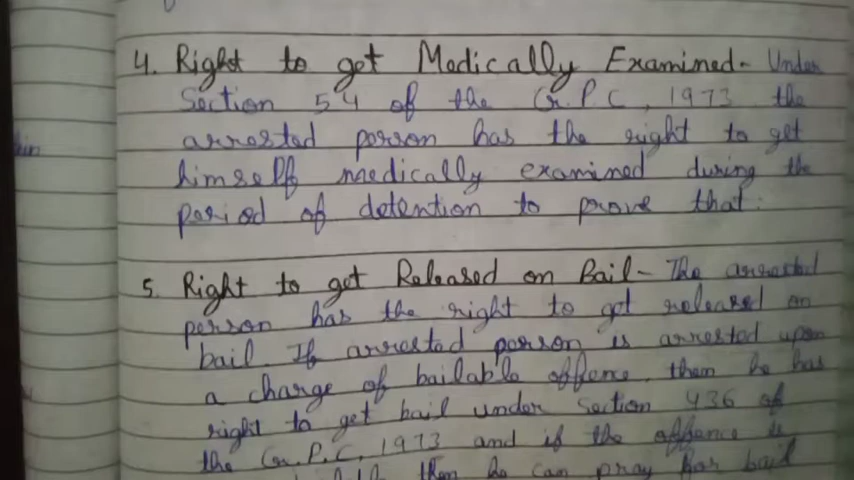 4. Right to get Medically Examined- Under
Section 54 of the Cr.P.C, 1973 the
arrested person has the right to get
himself medically examined during the
period of detention to prove that:
5. Right to get Released on Bail- The arrested
person has the right to get released on
bail. If arrested person is arrested upon
a charge of bailable offence, then he has
right to get bail under section 436 of
the Cr.P.C, 1973 and if the offence is
then he can pray for bail